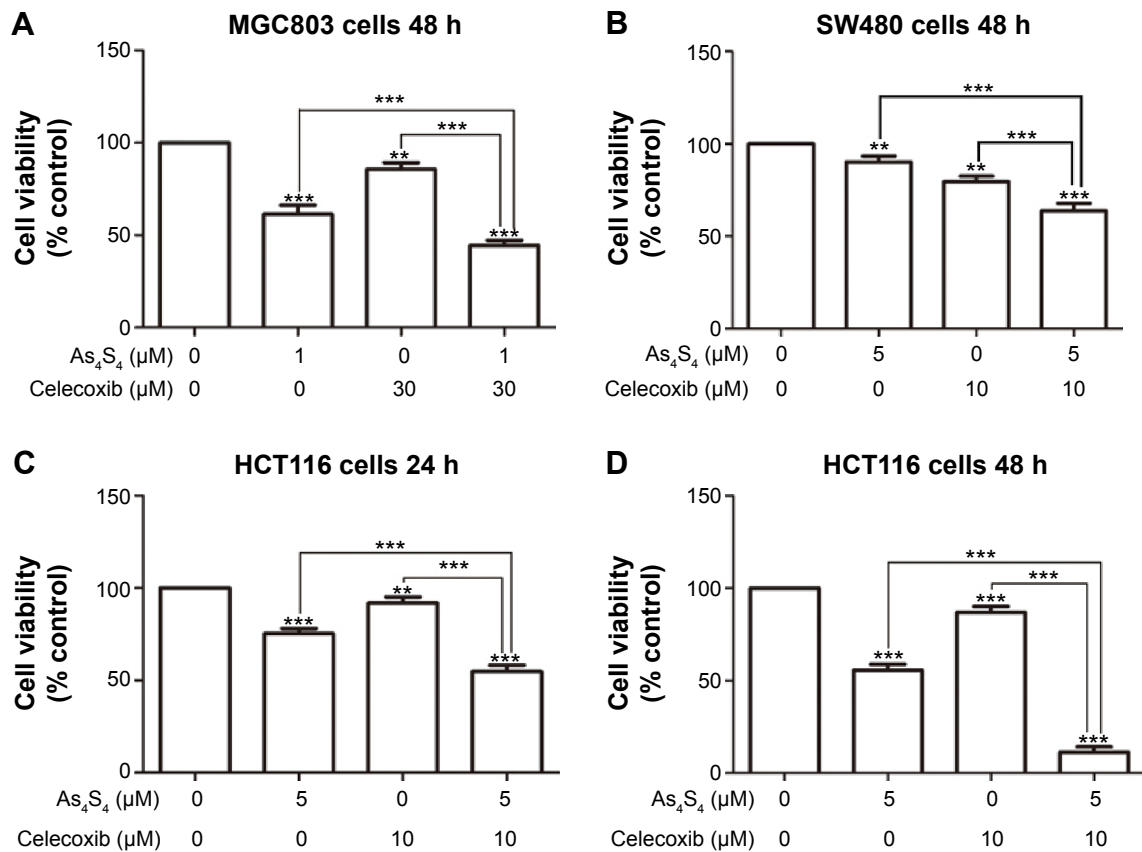 A
MGC803 cells 48 h
Cell viability
(% control)
150
100
50
0
***
***
***
**
***
As₄S₄ (µM) 0 1 0 1
Celecoxib (µM) 0 0 30 30
B
SW480 cells 48 h
Cell viability
(% control)
150
100
50
0
***
***
**
**
***
As₄S₄ (µM) 0 5 0 5
Celecoxib (µM) 0 0 10 10
C
HCT116 cells 24 h
Cell viability
(% control)
150
100
50
0
***
***
***
**
***
As₄S₄ (µM) 0 5 0 5
Celecoxib (µM) 0 0 10 10
D
HCT116 cells 48 h
Cell viability
(% control)
150
100
50
0
***
***
***
***
***
As₄S₄ (µM) 0 5 0 5
Celecoxib (µM) 0 0 10 10